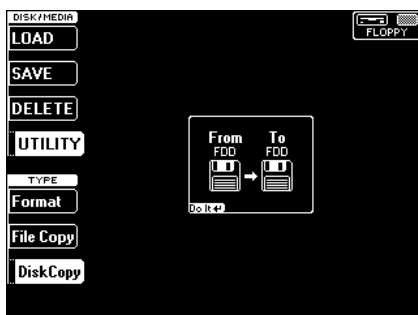 DISK/MEDIA
LOAD
SAVE
DELETE
UTILITY
TYPE
Format
File Copy
DiskCopy
FLOPPY
From To
FDD FDD
Do It